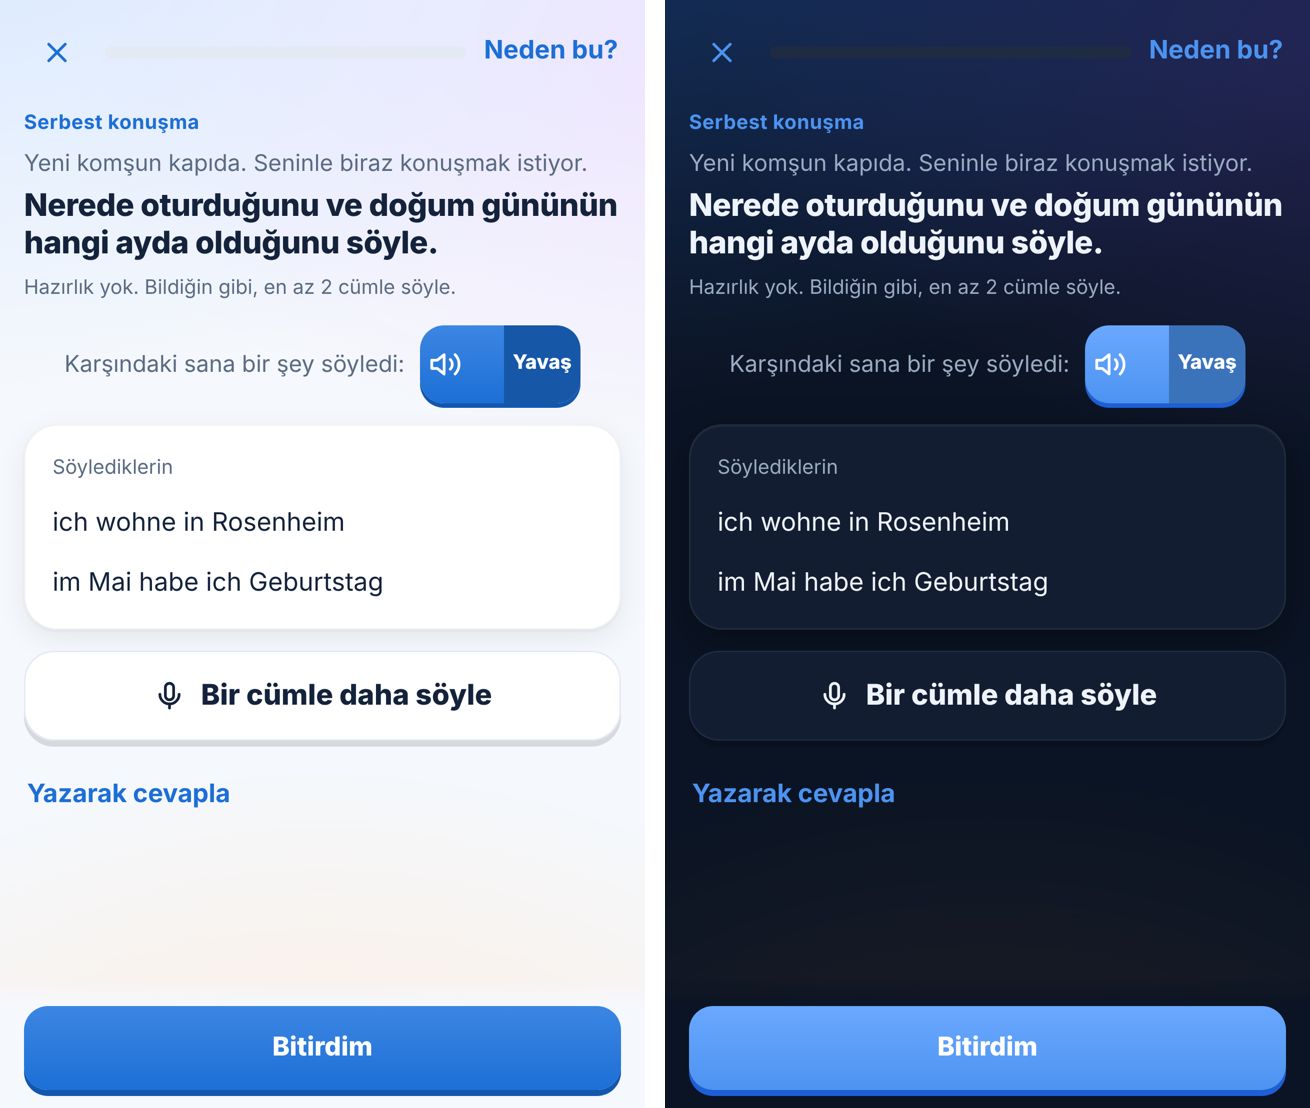 Neden bu?
Serbest konuşma
Yeni komşun kapıda. Seninle biraz konuşmak istiyor.
Nerede oturduğunu ve doğum gününün
hangi ayda olduğunu söyle.
Hazırlık yok. Bildiğin gibi, en az 2 cümle söyle.
Karşındaki sana bir şey söyledi:
Yavaş
Söylediklerin
ich wohne in Rosenheim
im Mai habe ich Geburtstag
Bir cümle daha söyle
Yazarak cevapla
Bitirdim
Neden bu?
Serbest konuşma
Yeni komşun kapıda. Seninle biraz konuşmak istiyor.
Nerede oturduğunu ve doğum gününün
hangi ayda olduğunu söyle.
Hazırlık yok. Bildiğin gibi, en az 2 cümle söyle.
Karşındaki sana bir şey söyledi:
Yavaş
Söylediklerin
ich wohne in Rosenheim
im Mai habe ich Geburtstag
Bir cümle daha söyle
Yazarak cevapla
Bitirdim